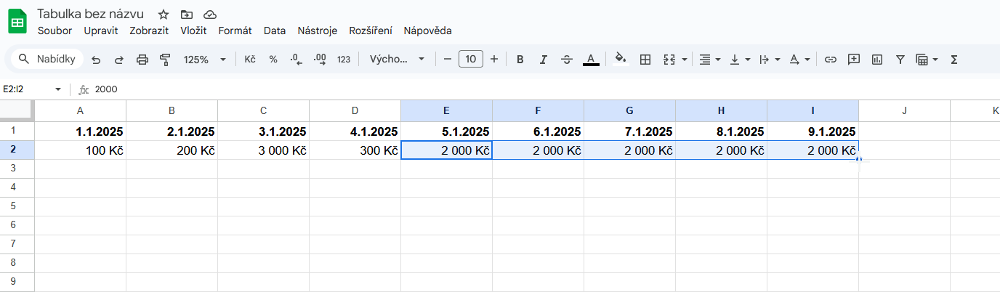 Tabulka bez názvu
Soubor Upravit Zobrazit Vložit Formát Data Nástroje Rozšíření Nápověda
Nabídky 125% Kč % .0 .00 123 Výcho... 10 B I A A Σ
E2:I2 fx 2000
A B C D E F G H I J K
1 1.1.2025 2.1.2025 3.1.2025 4.1.2025 5.1.2025 6.1.2025 7.1.2025 8.1.2025 9.1.2025
2 100 Kč 200 Kč 3 000 Kč 300 Kč 2 000 Kč 2 000 Kč 2 000 Kč 2 000 Kč 2 000 Kč
3
4
5
6
7
8
9